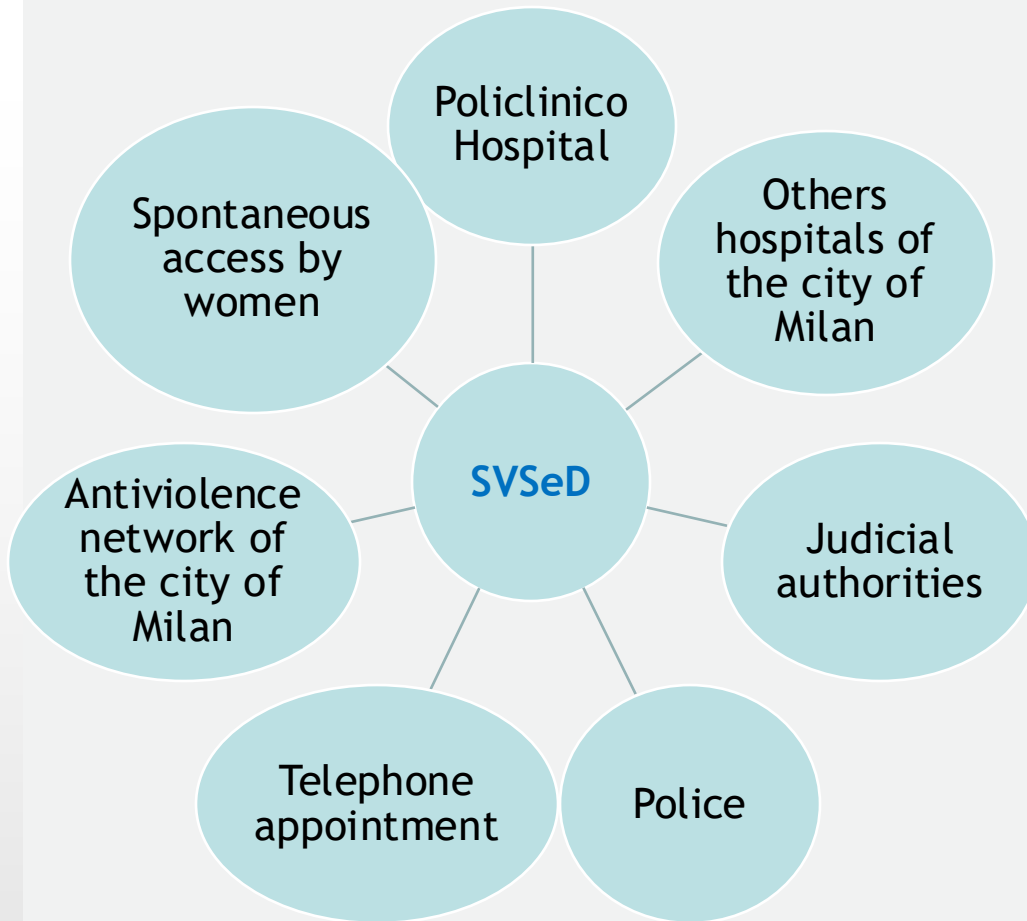 Policlinico
Hospital
Others
hospitals of
the city of
Milan
Judicial
authorities
Police
Telephone
appointment
Antiviolence
network of
the city of
Milan
Spontaneous
access by
women
SVSeD